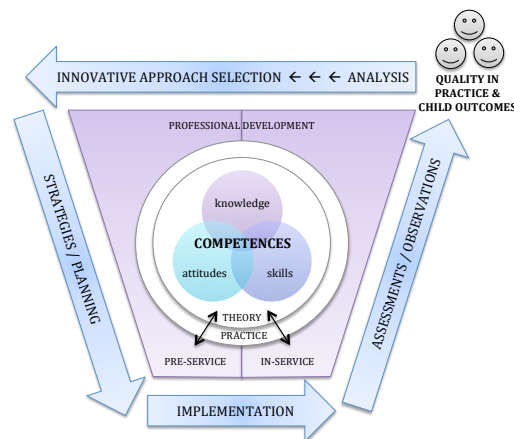 INNOVATIVE APPROACH SELECTION ← ← ← ANALYSIS
QUALITY IN
PRACTICE &
CHILD OUTCOMES
PROFESSIONAL DEVELOPMENT
STRATEGIES / PLANNING
knowledge
COMPETENCES
attitudes
skills
THEORY
PRACTICE
PRE-SERVICE
IN-SERVICE
ASSESSMENTS / OBSERVATIONS
IMPLEMENTATION